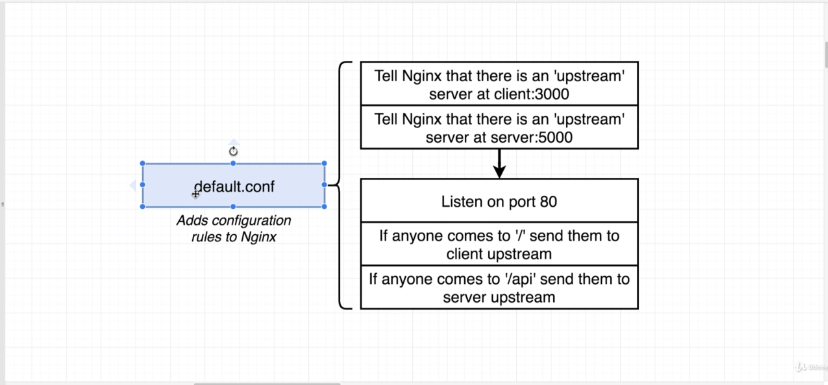 Tell Nginx that there is an 'upstream'
server at client:3000
Tell Nginx that there is an 'upstream'
server at server:5000
default.conf
Adds configuration
rules to Nginx
Listen on port 80
If anyone comes to '/' send them to
client upstream
If anyone comes to '/api' send them to
server upstream